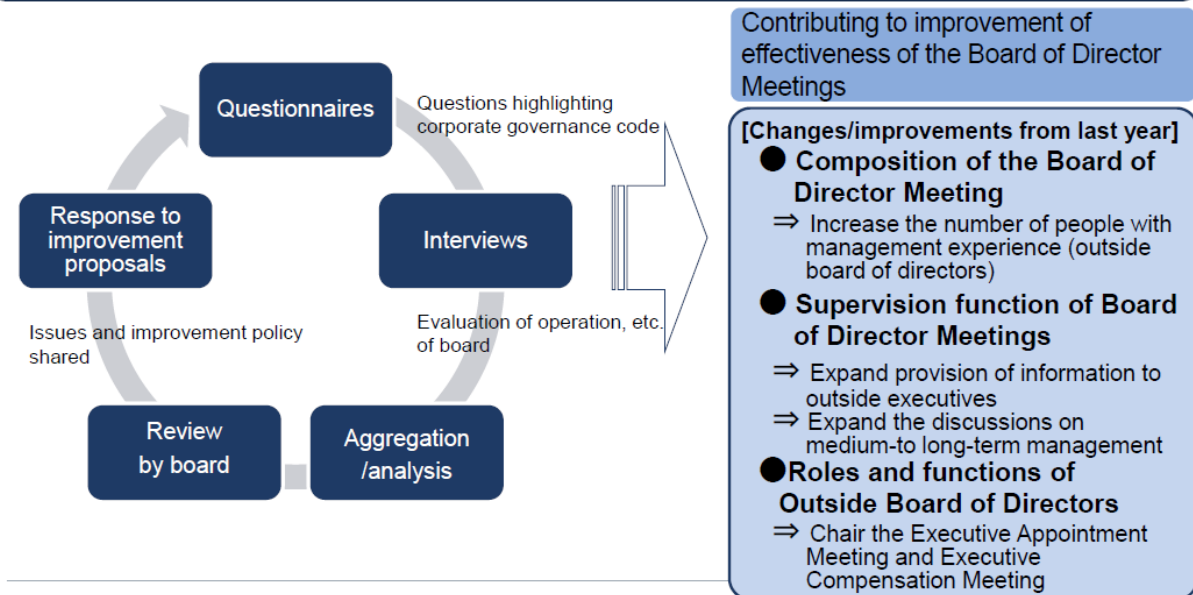 Questionnaires
Questions highlighting
corporate governance code
Interviews
Evaluation of operation, etc.
of board
Aggregation
/analysis
Review
by board
Issues and improvement policy
shared
Response to
improvement
proposals
Contributing to improvement of
effectiveness of the Board of Director
Meetings
[Changes/improvements from last year]
● Composition of the Board of
Director Meeting
⇒ Increase the number of people with
management experience (outside
board of directors)
● Supervision function of Board
of Director Meetings
⇒ Expand provision of information to
outside executives
⇒ Expand the discussions on
medium-to long-term management
●Roles and functions of
Outside Board of Directors
⇒ Chair the Executive Appointment
Meeting and Executive
Compensation Meeting